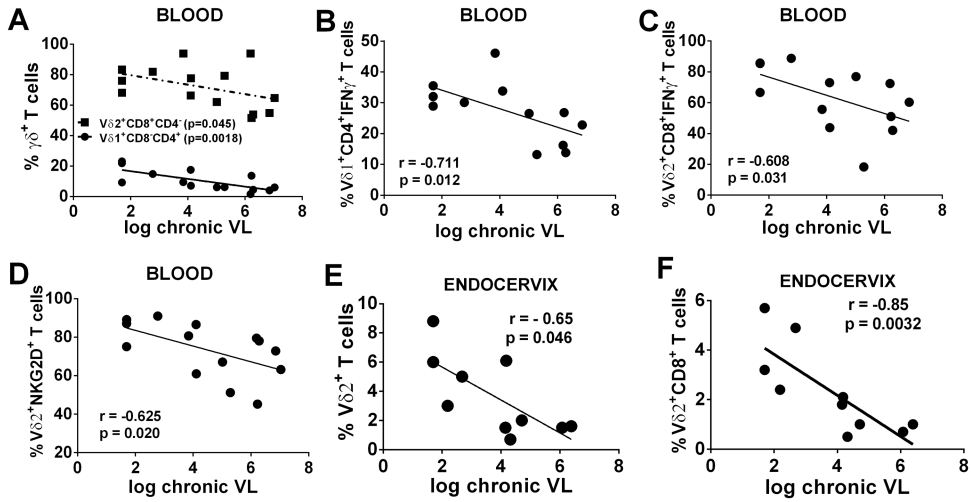 A
BLOOD
% γδ⁺ T cells
100
80
60
40
20
0
Vδ2⁺CD8⁺CD4⁻ (p=0.045)
Vδ1⁺CD8⁻CD4⁺ (p=0.0018)
0 2 4 6 8
log chronic VL
B
BLOOD
% Vδ1⁺CD4⁺IFNγ⁺ T cells
50
40
30
20
10
0
r = -0.711
p = 0.012
0 2 4 6 8
log chronic VL
C
BLOOD
% Vδ2⁺CD8⁺IFNγ⁺ T cells
100
80
60
40
20
0
r = -0.608
p = 0.031
0 2 4 6 8
log chronic VL
D
BLOOD
% Vδ2⁺NKG2D⁺ T cells
100
80
60
40
20
r = -0.625
p = 0.020
0 2 4 6 8
log chronic VL
E
ENDOCERVIX
% Vδ2⁺ T cells
10
8
6
4
2
0
r = - 0.65
p = 0.046
0 2 4 6 8
log chronic VL
F
ENDOCERVIX
% Vδ2⁺CD8⁺ T cells
6
4
2
0
r = -0.85
p = 0.0032
0 2 4 6 8
log chronic VL